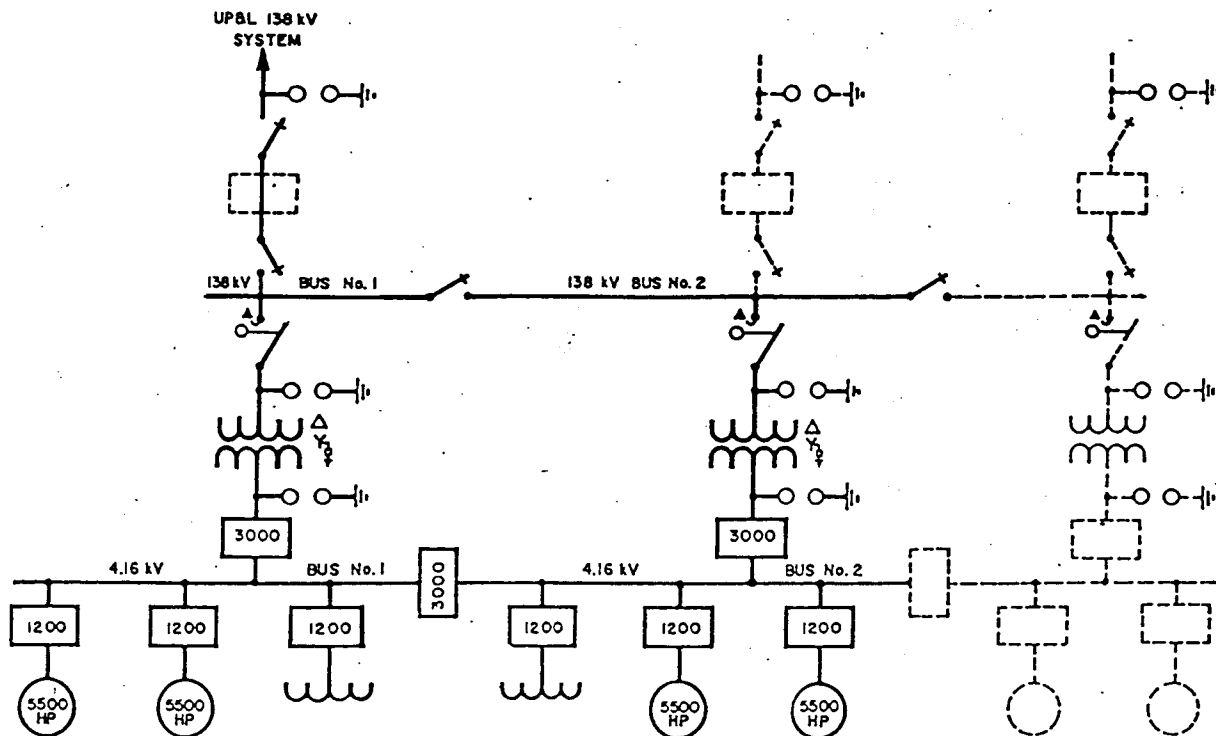 UP&L 138 kV
SYSTEM
138 kV BUS No. 1
138 kV BUS No. 2
Δ
Y
Δ
Y
3000
3000
4.16 kV BUS No. 1
3000
4.16 kV BUS No. 2
1200
1200
1200
1200
1200
1200
5500
HP
5500
HP
5500
HP
5500
HP